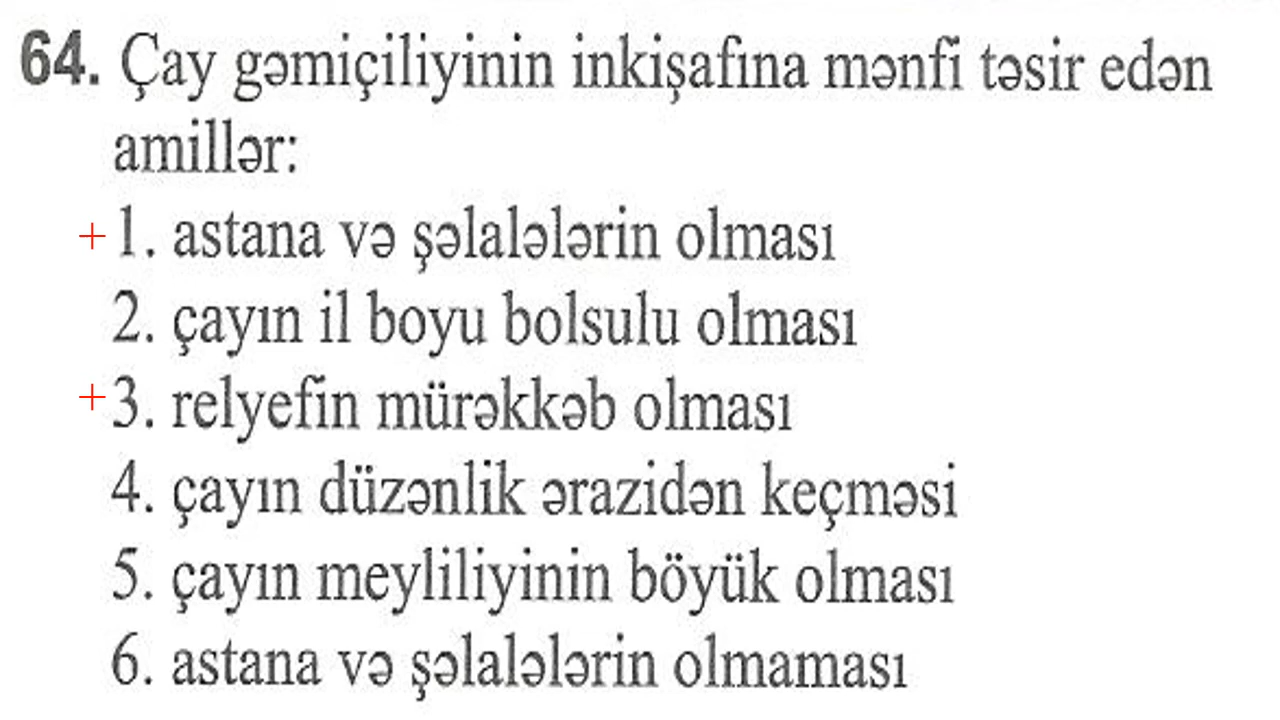 64. Çay gəmiçiliyinin inkişafına mənfi təsir edən
amillər:
+ 1. astana və şəlalələrin olması
2. çayın il boyu bolsulu olması
+ 3. relyefin mürəkkəb olması
4. çayın düzənlik ərazidən keçməsi
5. çayın meyliliyinin böyük olması
6. astana və şəlalələrin olmaması